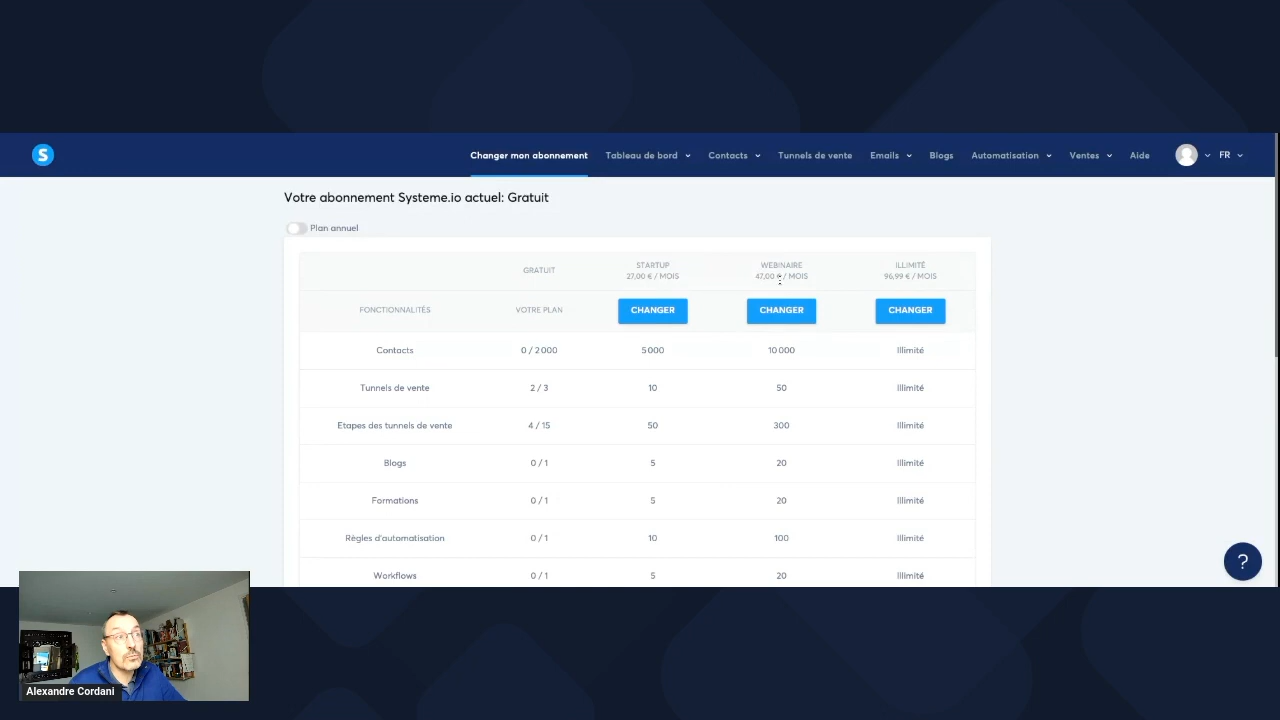 S
Changer mon abonnement Tableau de bord Contacts Tunnels de vente Emails Blogs Automatisation Ventes Aide FR
Votre abonnement Systeme.io actuel: Gratuit
Plan annuel
GRATUIT STARTUP 27,00 € / MOIS WEBINAIRE 47,00 € / MOIS ILLIMITÉ 96,99 € / MOIS
FONCTIONNALITÉS VOTRE PLAN CHANGER CHANGER CHANGER
Contacts 0 / 2 000 5 000 10 000 Illimité
Tunnels de vente 2 / 3 10 50 Illimité
Etapes des tunnels de vente 4 / 15 50 300 Illimité
Blogs 0 / 1 5 20 Illimité
Formations 0 / 1 5 20 Illimité
Règles d'automatisation 0 / 1 10 100 Illimité
Workflows 0 / 1 5 20 Illimité
?
Alexandre Cordani